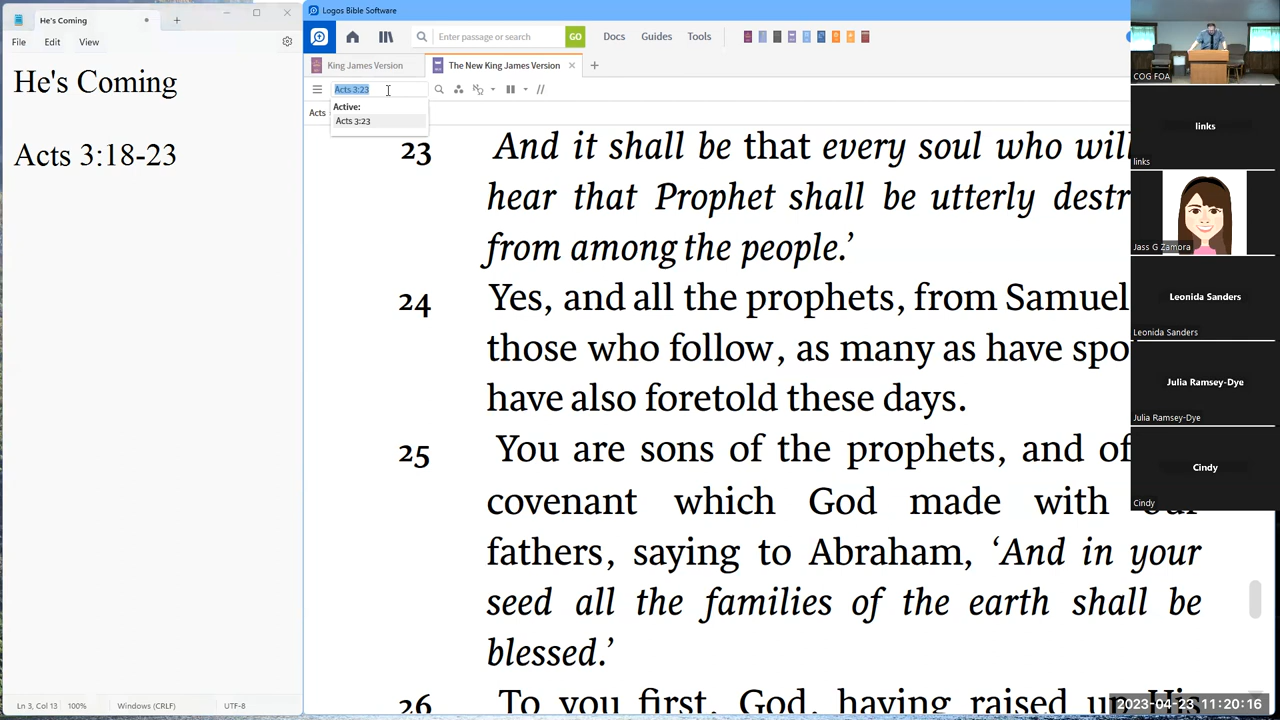 He's Coming
File Edit View
He's Coming
Acts 3:18-23
Ln 3, Col 13 100% Windows (CRLF) UTF-8
Logos Bible Software
Enter passage or search GO Docs Guides Tools
King James Version The New King James Version
Acts 3:23
Active:
Acts 3:23
Acts
23 And it shall be that every soul who will
hear that Prophet shall be utterly destr
from among the people.’
24 Yes, and all the prophets, from Samuel
those who follow, as many as have spo
have also foretold these days.
25 You are sons of the prophets, and of
covenant which God made with our
fathers, saying to Abraham, ‘And in your
seed all the families of the earth shall be
blessed.’
26 To you first, God, having raised up His
COG FOA
links
links
Jass G Zamora
Leonida Sanders
Leonida Sanders
Julia Ramsey-Dye
Julia Ramsey-Dye
Cindy
Cindy
2023-04-23 11:20:16